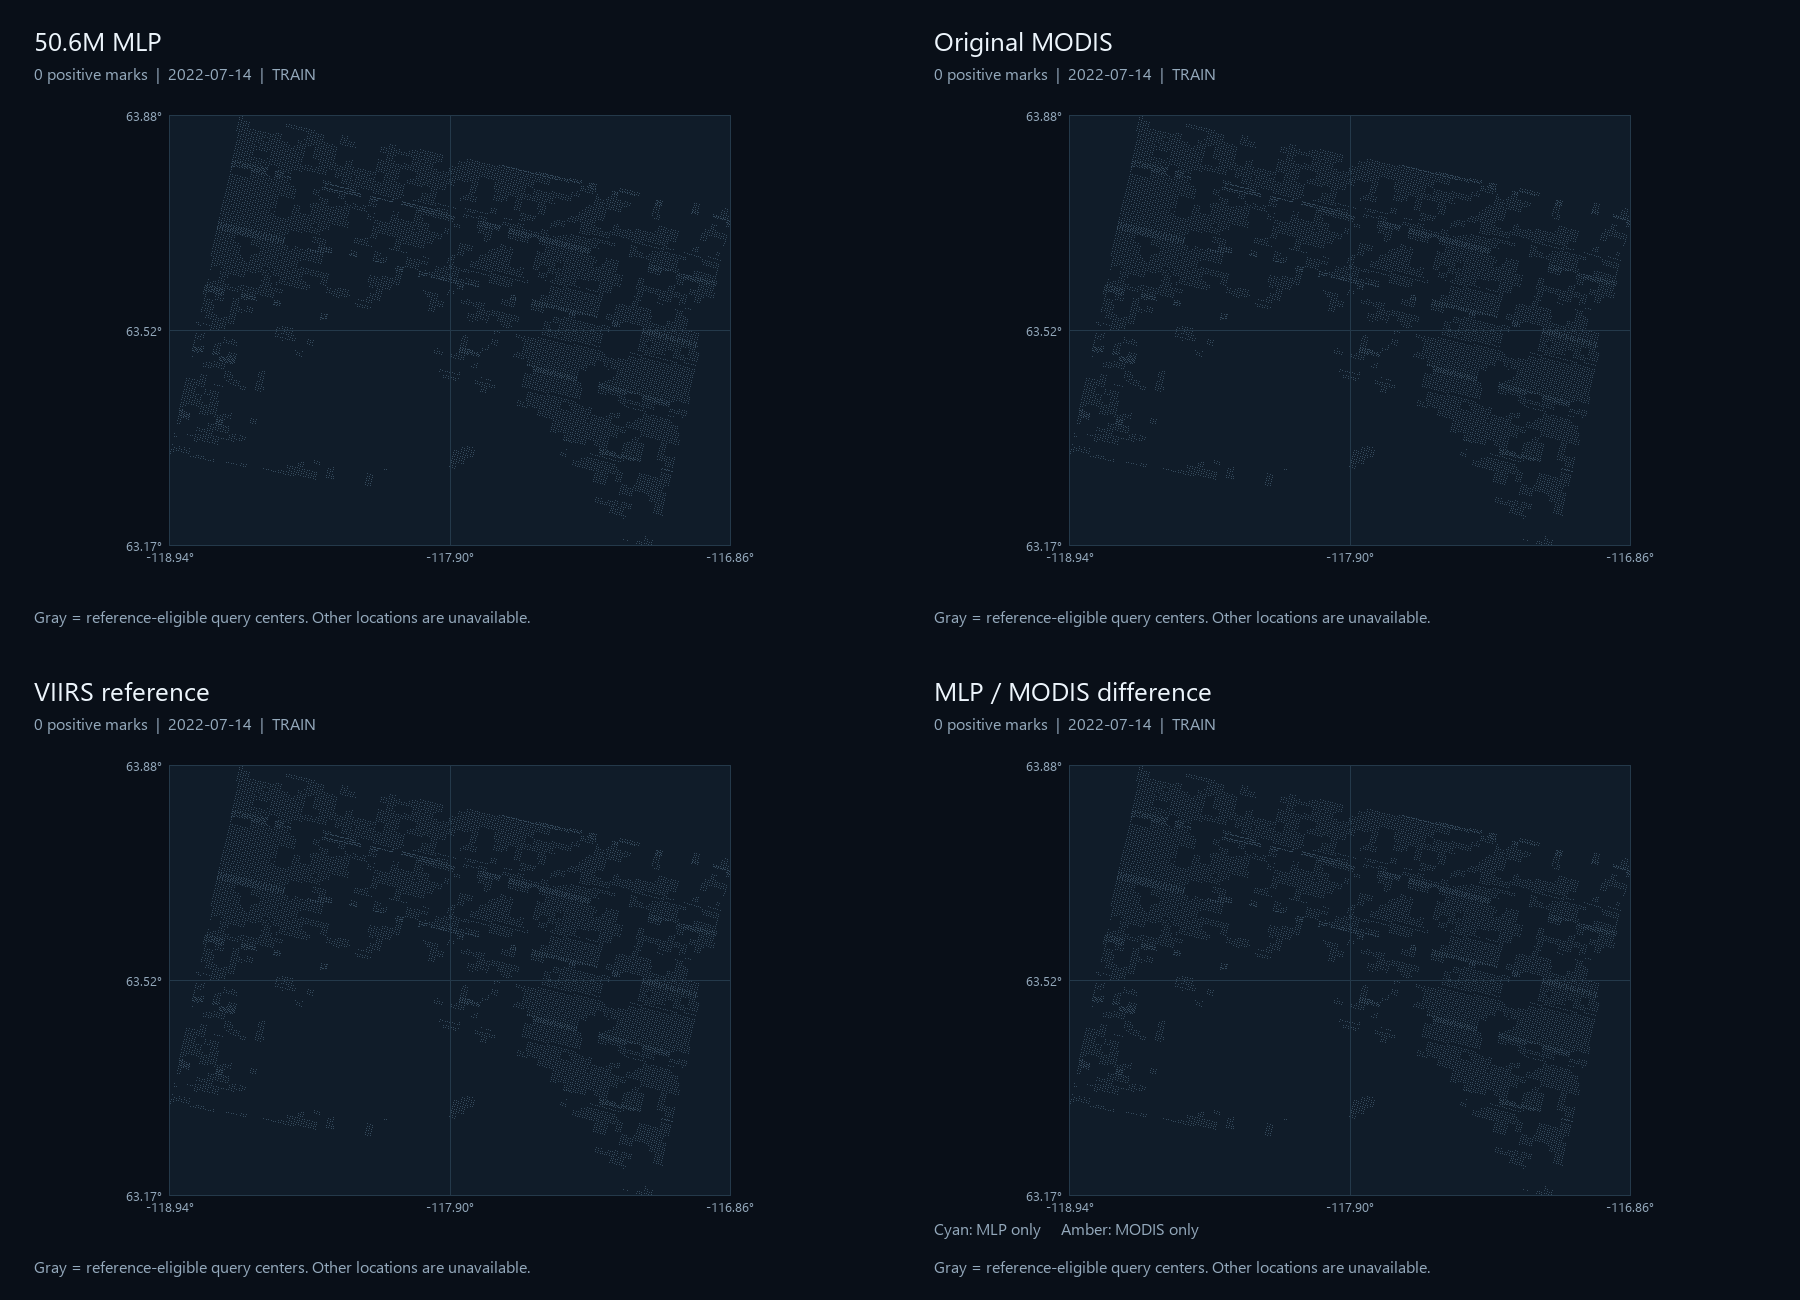 50.6M MLP
0 positive marks | 2022-07-14 | TRAIN
63.88°
63.52°
63.17°
-118.94°
-117.90°
-116.86°
Gray = reference-eligible query centers. Other locations are unavailable.
Original MODIS
0 positive marks | 2022-07-14 | TRAIN
63.88°
63.52°
63.17°
-118.94°
-117.90°
-116.86°
Gray = reference-eligible query centers. Other locations are unavailable.
VIIRS reference
0 positive marks | 2022-07-14 | TRAIN
63.88°
63.52°
63.17°
-118.94°
-117.90°
-116.86°
Gray = reference-eligible query centers. Other locations are unavailable.
MLP / MODIS difference
0 positive marks | 2022-07-14 | TRAIN
63.88°
63.52°
63.17°
-118.94°
-117.90°
-116.86°
Cyan: MLP only Amber: MODIS only
Gray = reference-eligible query centers. Other locations are unavailable.